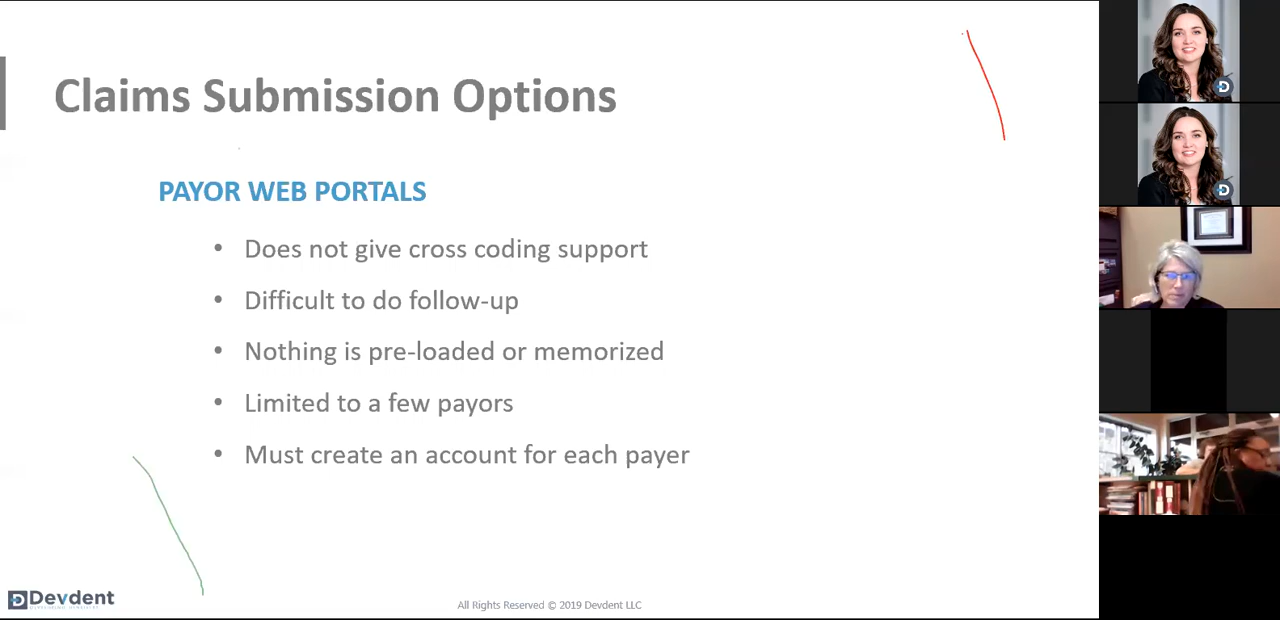 Claims Submission Options
PAYOR WEB PORTALS
• Does not give cross coding support
• Difficult to do follow-up
• Nothing is pre-loaded or memorized
• Limited to a few payors
• Must create an account for each payer
Devdent
All Rights Reserved © 2019 Devdent LLC